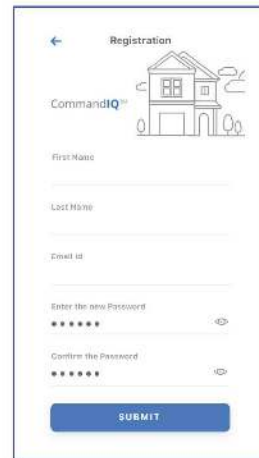 Registration
CommandIQ™
First Name
Last Name
Email id
Enter the new Password
Confirm the Password
SUBMIT